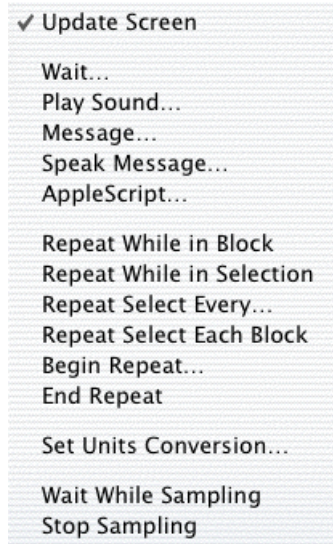 ✓ Update Screen
Wait…
Play Sound…
Message…
Speak Message…
AppleScript…
Repeat While in Block
Repeat While in Selection
Repeat Select Every…
Repeat Select Each Block
Begin Repeat…
End Repeat
Set Units Conversion…
Wait While Sampling
Stop Sampling